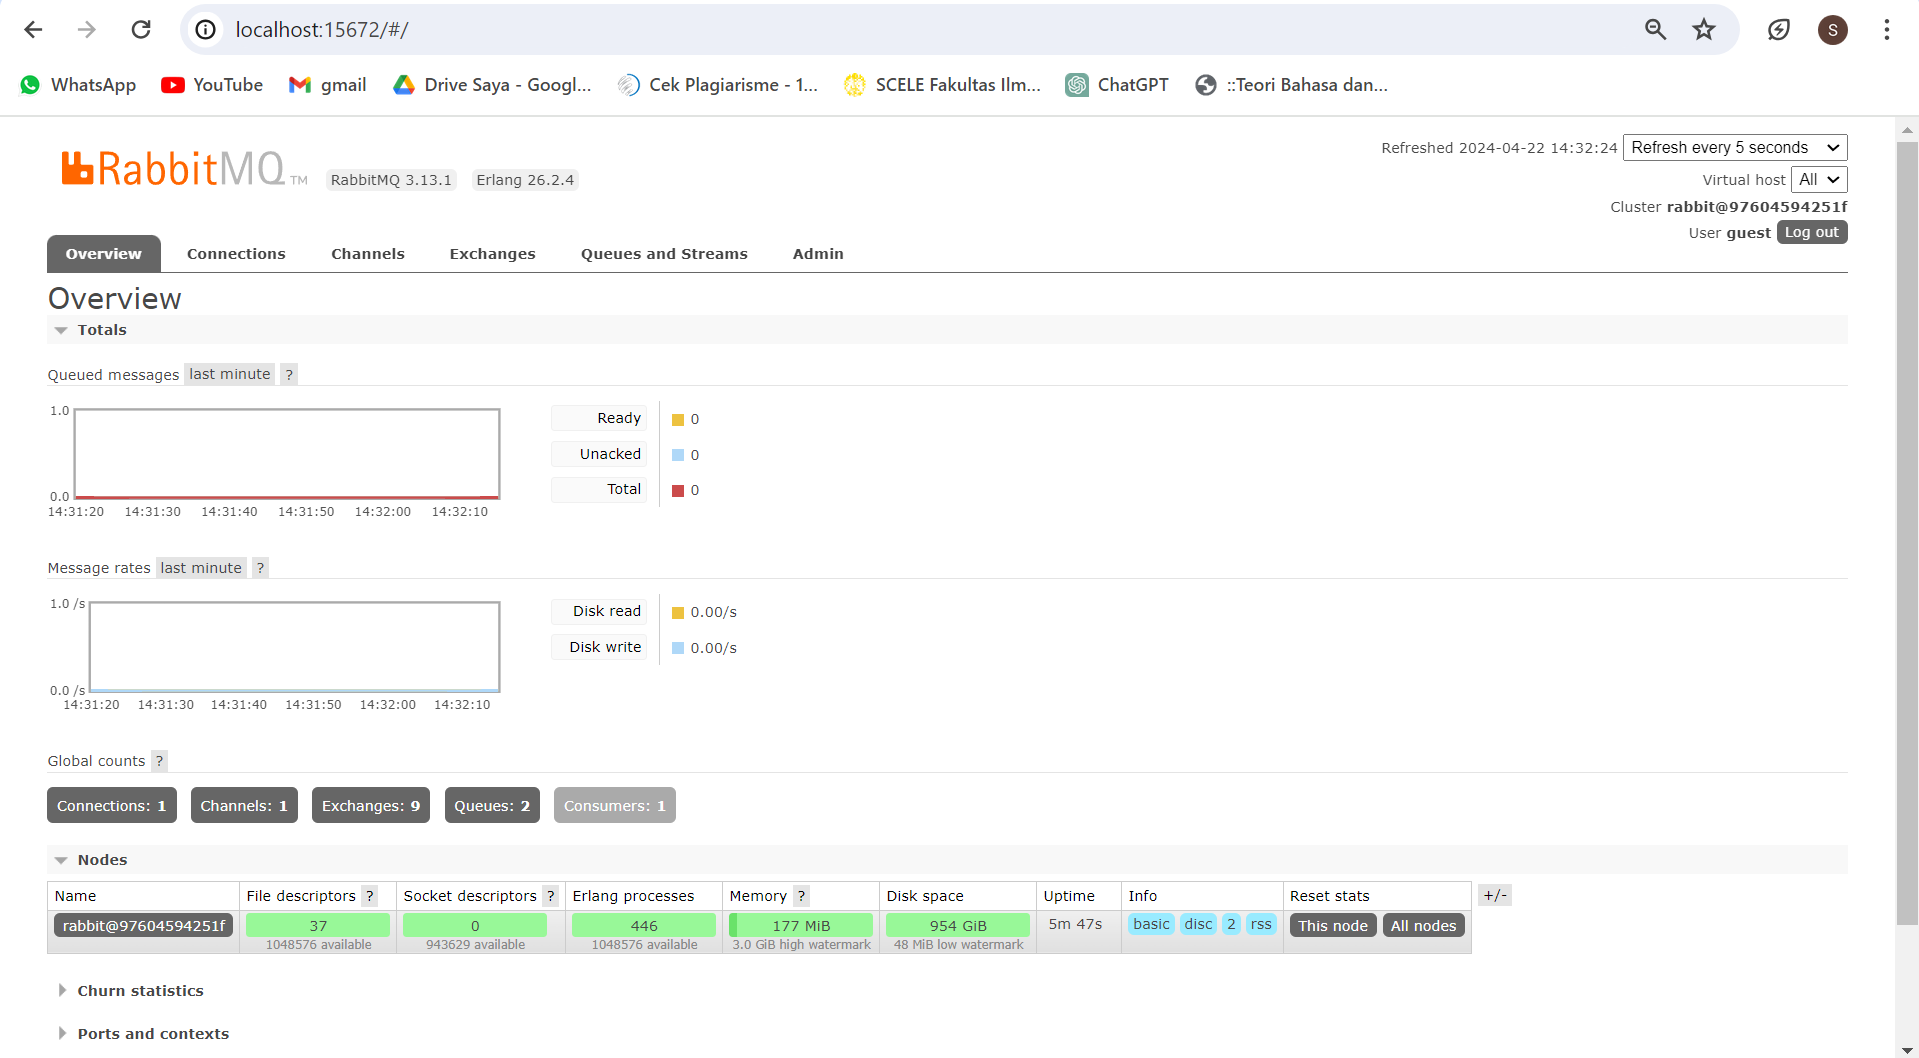 localhost:15672/#/
S
WhatsApp YouTube gmail Drive Saya - Googl... Cek Plagiarisme - 1... SCELE Fakultas Ilm... ChatGPT ::Teori Bahasa dan...
RabbitMQ TM RabbitMQ 3.13.1 Erlang 26.2.4
Refreshed 2024-04-22 14:32:24 Refresh every 5 seconds
Virtual host All
Cluster rabbit@97604594251f
User guest Log out
Overview Connections Channels Exchanges Queues and Streams Admin
Overview
Totals
Queued messages last minute ?
1.0
0.0
14:31:20 14:31:30 14:31:40 14:31:50 14:32:00 14:32:10
Ready 0
Unacked 0
Total 0
Message rates last minute ?
1.0 /s
0.0 /s
14:31:20 14:31:30 14:31:40 14:31:50 14:32:00 14:32:10
Disk read 0.00/s
Disk write 0.00/s
Global counts ?
Connections: 1 Channels: 1 Exchanges: 9 Queues: 2 Consumers: 1
Nodes
Name File descriptors ? Socket descriptors ? Erlang processes Memory ? Disk space Uptime Info Reset stats +/-
rabbit@97604594251f 37 0 446 177 MiB 954 GiB 5m 47s basic disc 2 rss This node All nodes
1048576 available 943629 available 1048576 available 3.0 GiB high watermark 48 MiB low watermark
Churn statistics
Ports and contexts